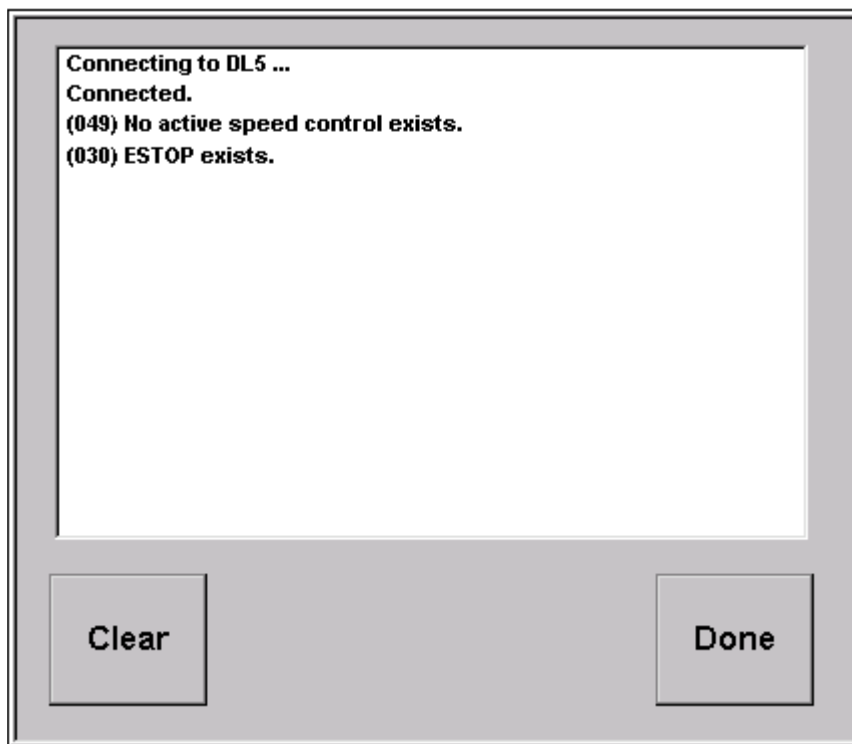 Connecting to DL5 ...
Connected.
(049) No active speed control exists.
(030) ESTOP exists.
Clear
Done